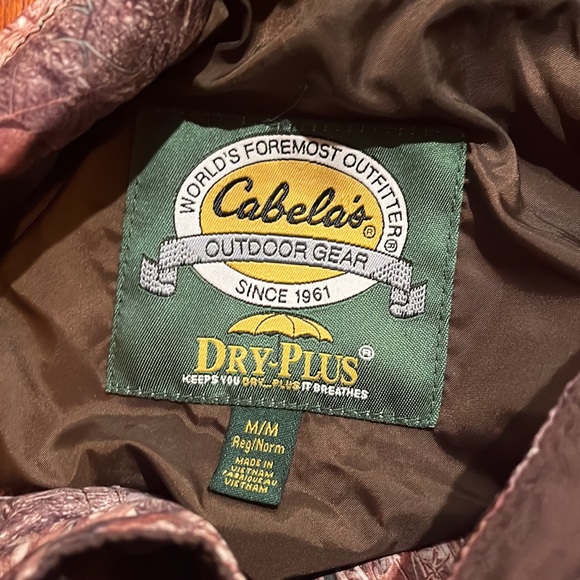 WORLD'S FOREMOST OUTFITTER®
Cabela's®
OUTDOOR GEAR
SINCE 1961
DRY-PLUS®
KEEPS YOU DRY...PLUS IT BREATHES
M/M
Reg/Norm
MADE IN
VIETNAM
FABRIQUÉ AU
VIETNAM